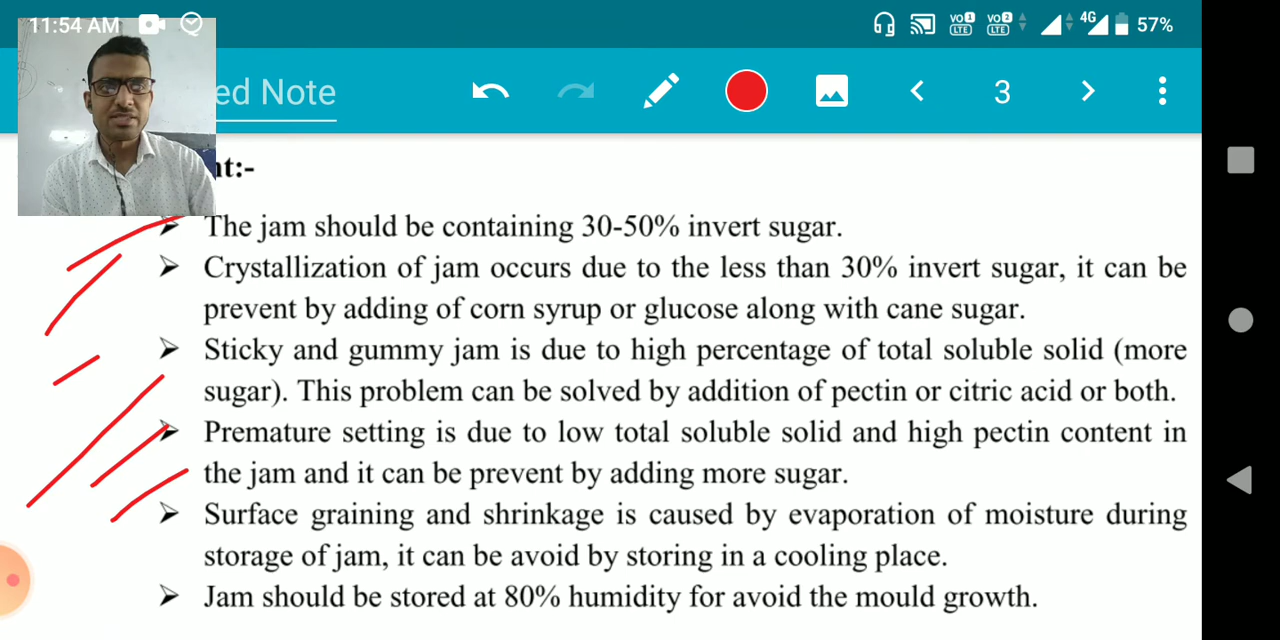 11:54 AM
VO 1 LTE VO 2 LTE 4G 57%
ed Note
3
nt:-
➢ The jam should be containing 30-50% invert sugar.
➢ Crystallization of jam occurs due to the less than 30% invert sugar, it can be
prevent by adding of corn syrup or glucose along with cane sugar.
➢ Sticky and gummy jam is due to high percentage of total soluble solid (more
sugar). This problem can be solved by addition of pectin or citric acid or both.
➢ Premature setting is due to low total soluble solid and high pectin content in
the jam and it can be prevent by adding more sugar.
➢ Surface graining and shrinkage is caused by evaporation of moisture during
storage of jam, it can be avoid by storing in a cooling place.
➢ Jam should be stored at 80% humidity for avoid the mould growth.